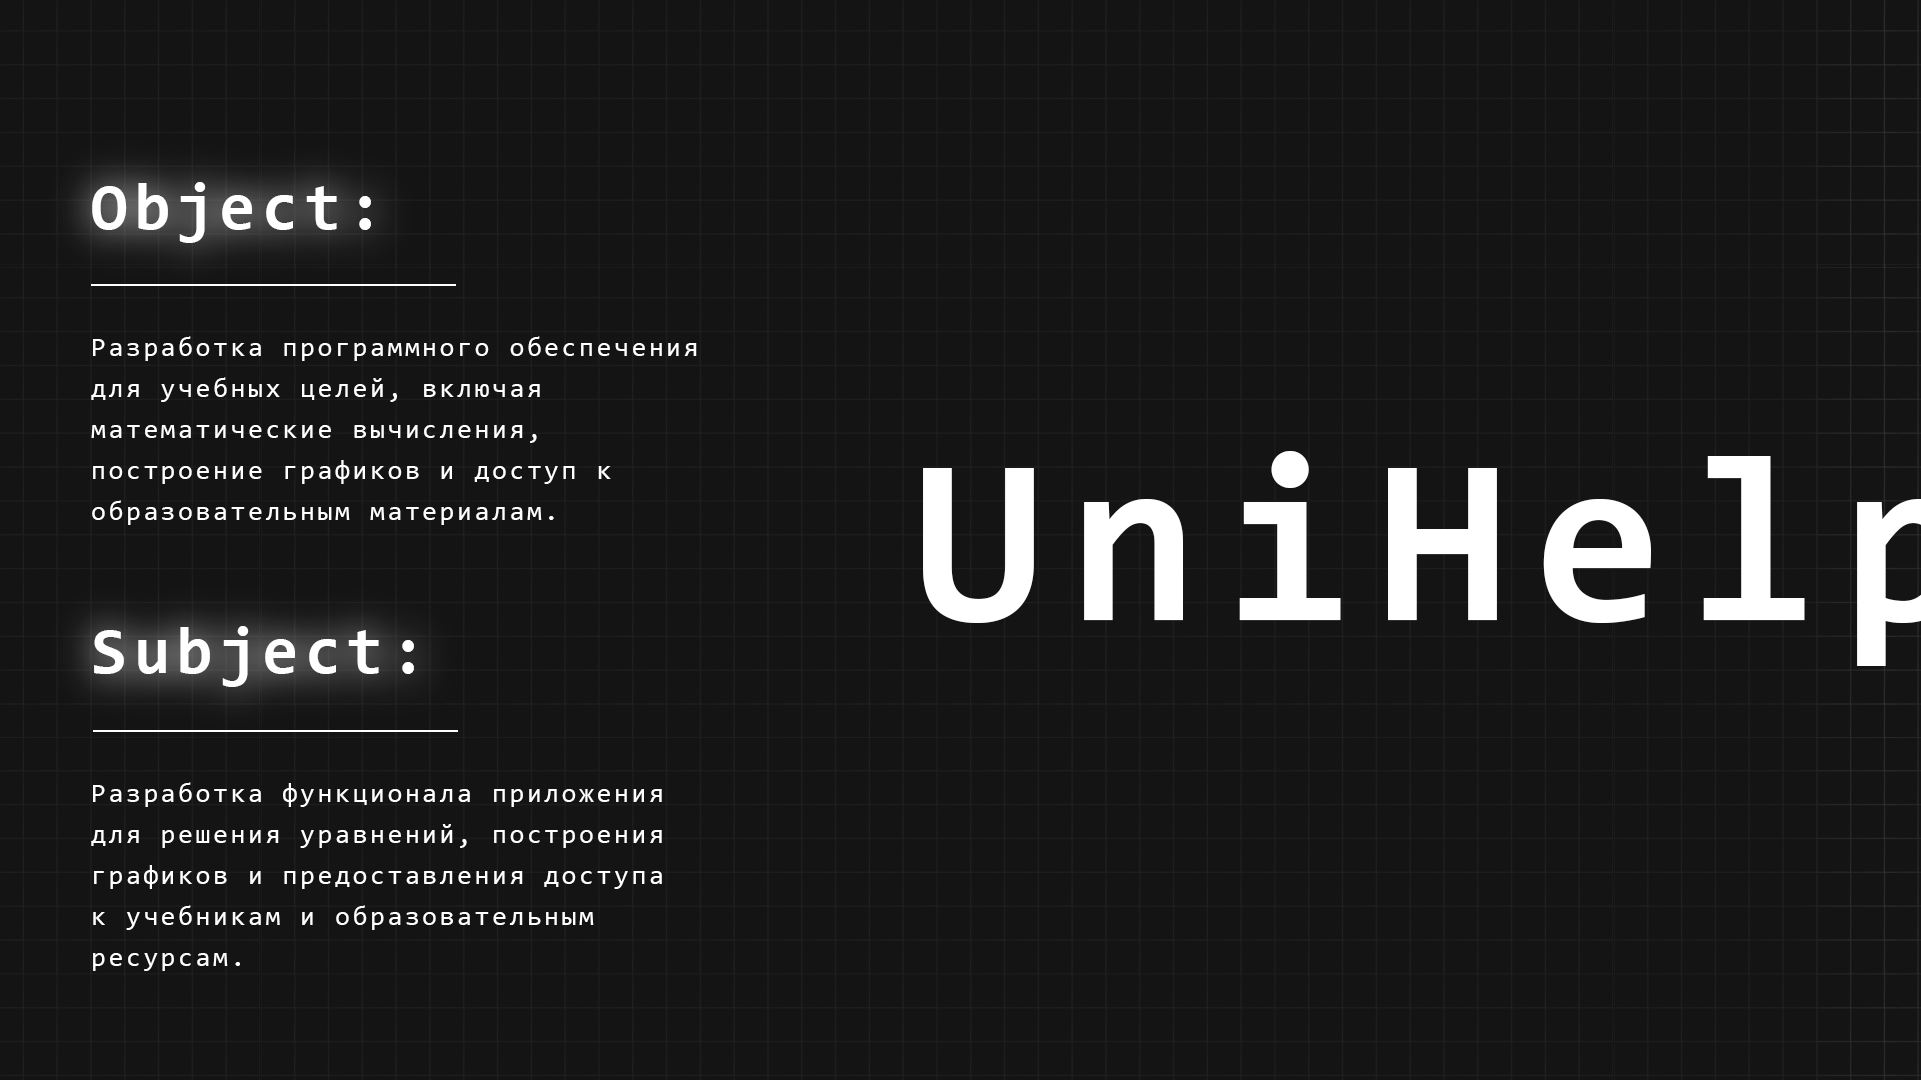 Object:
Разработка программного обеспечения
для учебных целей, включая
математические вычисления,
построение графиков и доступ к
образовательным материалам.
Subject:
Разработка функционала приложения
для решения уравнений, построения
графиков и предоставления доступа
к учебникам и образовательным
ресурсам.
UniHelp